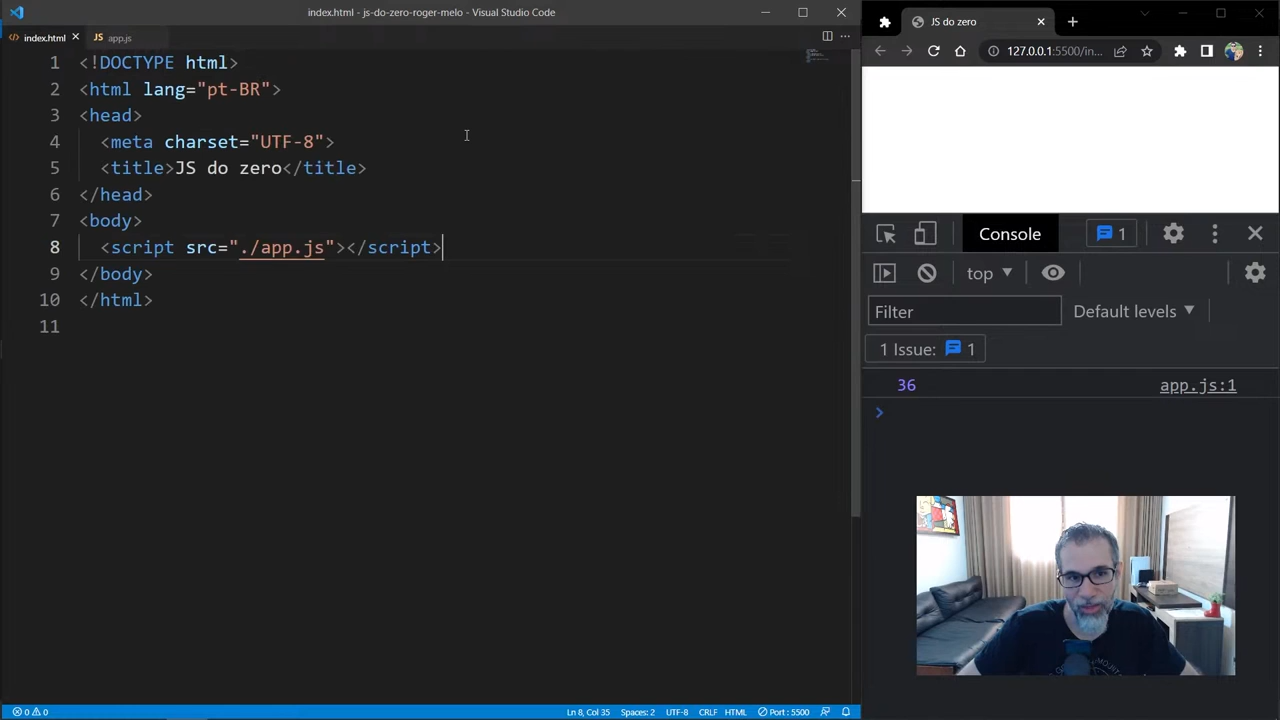 index.html - js-do-zero-roger-melo - Visual Studio Code
index.html
JS app.js
1 <!DOCTYPE html>
2 <html lang="pt-BR">
3 <head>
4 <meta charset="UTF-8">
5 <title>JS do zero</title>
6 </head>
7 <body>
8 <script src="./app.js"></script>
9 </body>
10 </html>
11
0 0
Ln 8, Col 35
Spaces: 2
UTF-8
CRLF
HTML
Port : 5500
JS do zero
127.0.0.1:5500/in...
Console
1
top
Filter
Default levels
1 Issue: 1
36
app.js:1